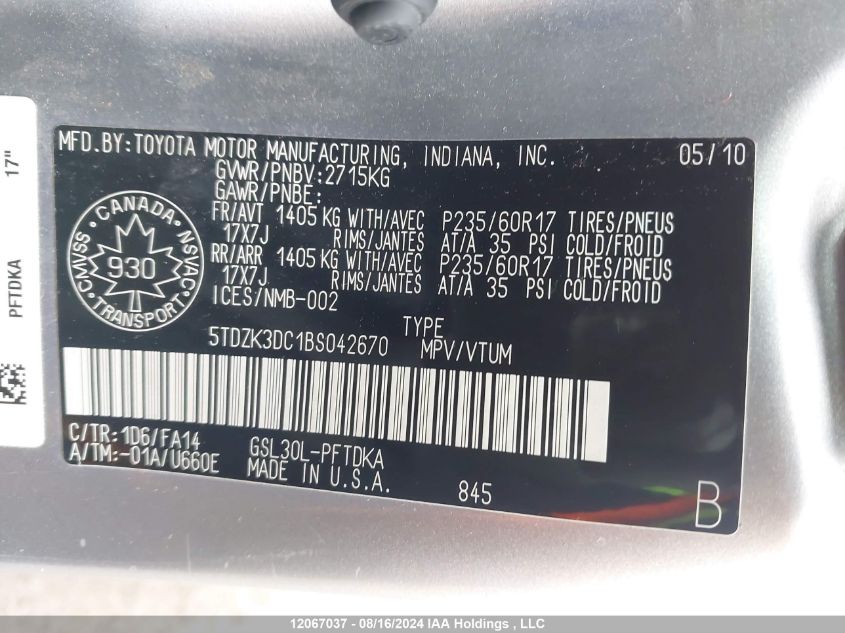 MFD.BY:TOYOTA MOTOR MANUFACTURING, INDIANA, INC. 05/10
GVWR/PNBV:2715KG
GAWR/PNBE:
FR/AVT 1405 KG WITH/AVEC P235/60R17 TIRES/PNEUS
17X7J RIMS/JANTES AT/A 35 PSI COLD/FROID
RR/ARR 1405 KG WITH/AVEC P235/60R17 TIRES/PNEUS
17X7J RIMS/JANTES AT/A 35 PSI COLD/FROID
ICES/NMB-002
CANADA
CMVSS 930 NSVAC
TRANSPORT
TYPE
5TDZK3DC1BS042670 MPV/VTUM
C/TR:1D6/FA14 GSL30L-PFTDKA
A/TM:-01A/U660E MADE IN U.S.A. 845
B
17"
PFTDKA
12067037 - 08/16/2024 IAA Holdings , LLC